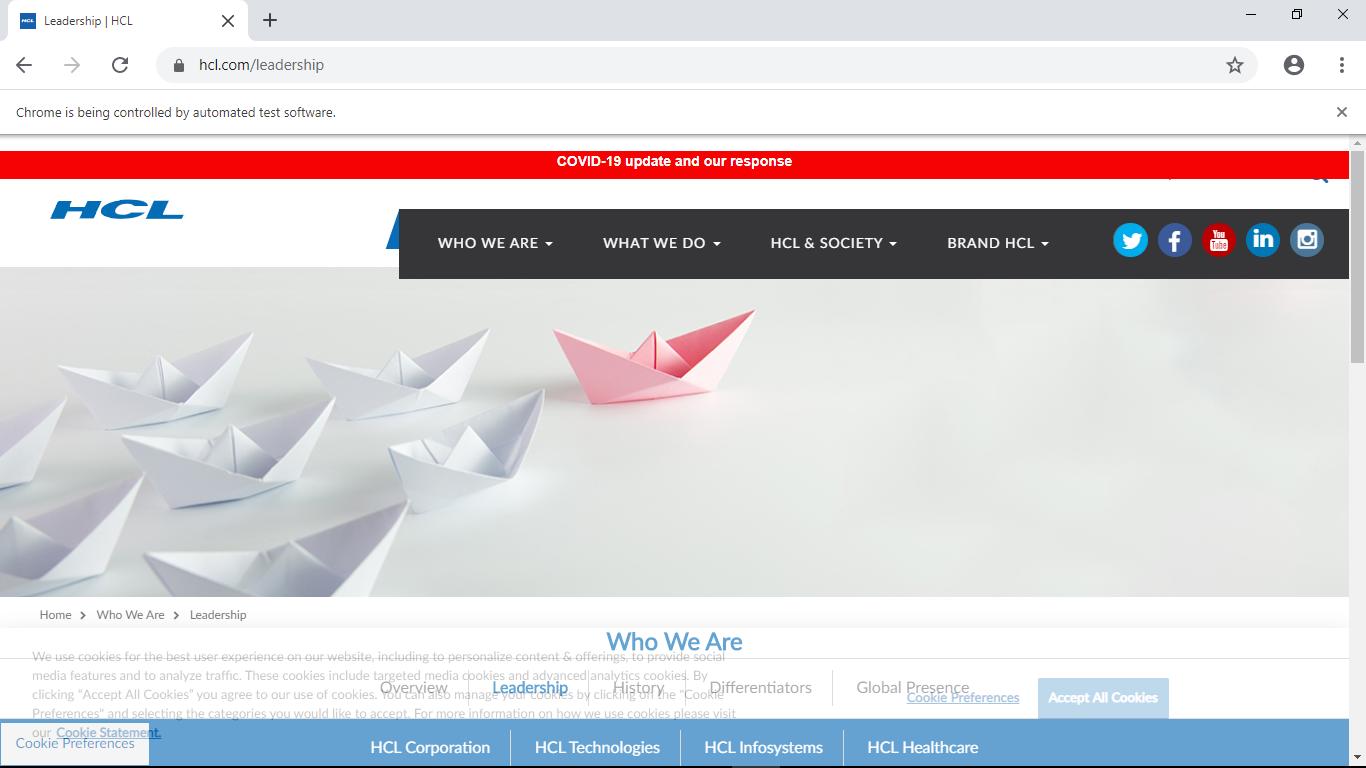 HCL
Leadership | HCL
hcl.com/leadership
Chrome is being controlled by automated test software.
COVID-19 update and our response
HCL
WHO WE ARE
WHAT WE DO
HCL & SOCIETY
BRAND HCL
You
Tube
in
Home
Who We Are
Leadership
Who We Are
We use cookies for the best user experience on our website, including to personalize content & offerings, to provide social
media features and to analyze traffic. These cookies include targeted media cookies and advanced analytics cookies. By
clicking “Accept All Cookies” you agree to our use of cookies. You can also manage your cookies by clicking on the "Cookie
Preferences" and selecting the categories you would like to accept. For more information on how we use cookies please visit
our Cookie Statement.
Overview
Leadership
History
Differentiators
Global Presence
Cookie Preferences
Accept All Cookies
Cookie Preferences
HCL Corporation
HCL Technologies
HCL Infosystems
HCL Healthcare